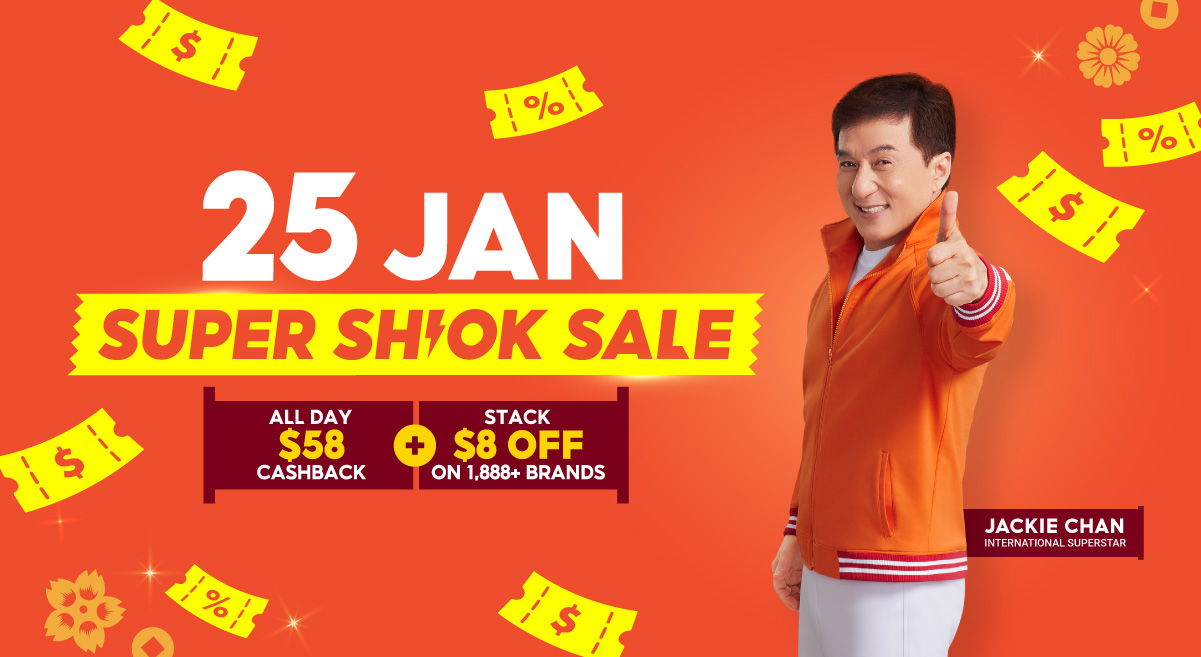 $
%
%
$
25 JAN
SUPER SHIOK SALE
ALL DAY
$58
CASHBACK
+
STACK
$8 OFF
ON 1,888+ BRANDS
$
JACKIE CHAN
INTERNATIONAL SUPERSTAR
%
$